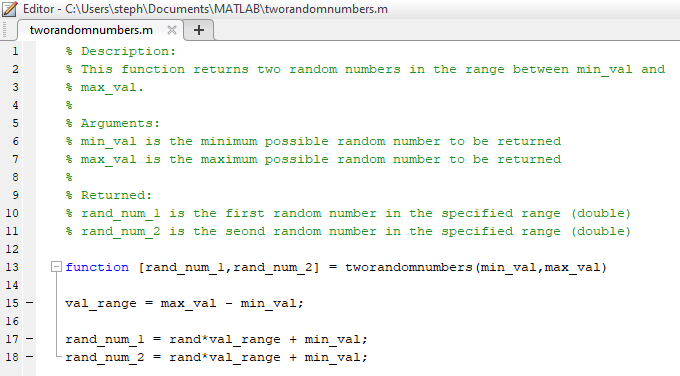 Editor - C:\Users\steph\Documents\MATLAB\tworandomnumbers.m
tworandomnumbers.m × +
1 % Description:
2 % This function returns two random numbers in the range between min_val and
3 % max_val.
4 %
5 % Arguments:
6 % min_val is the minimum possible random number to be returned
7 % max_val is the maximum possible random number to be returned
8 %
9 % Returned:
10 % rand_num_1 is the first random number in the specified range (double)
11 % rand_num_2 is the seond random number in the specified range (double)
12
13 function [rand_num_1,rand_num_2] = tworandomnumbers(min_val,max_val)
14
15 – val_range = max_val - min_val;
16
17 – rand_num_1 = rand*val_range + min_val;
18 – rand_num_2 = rand*val_range + min_val;